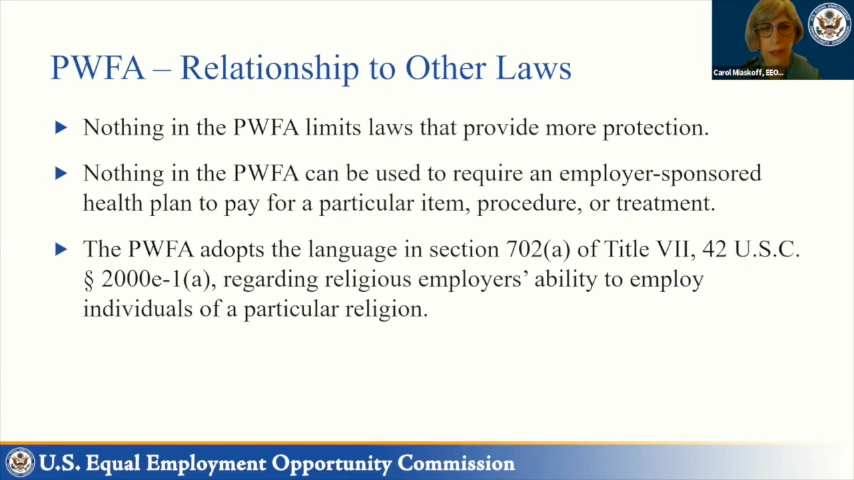 Carol Miaskoff, EEO...
PWFA – Relationship to Other Laws
Nothing in the PWFA limits laws that provide more protection.
Nothing in the PWFA can be used to require an employer-sponsored
health plan to pay for a particular item, procedure, or treatment.
The PWFA adopts the language in section 702(a) of Title VII, 42 U.S.C.
§ 2000e-1(a), regarding religious employers’ ability to employ
individuals of a particular religion.
U.S. Equal Employment Opportunity Commission